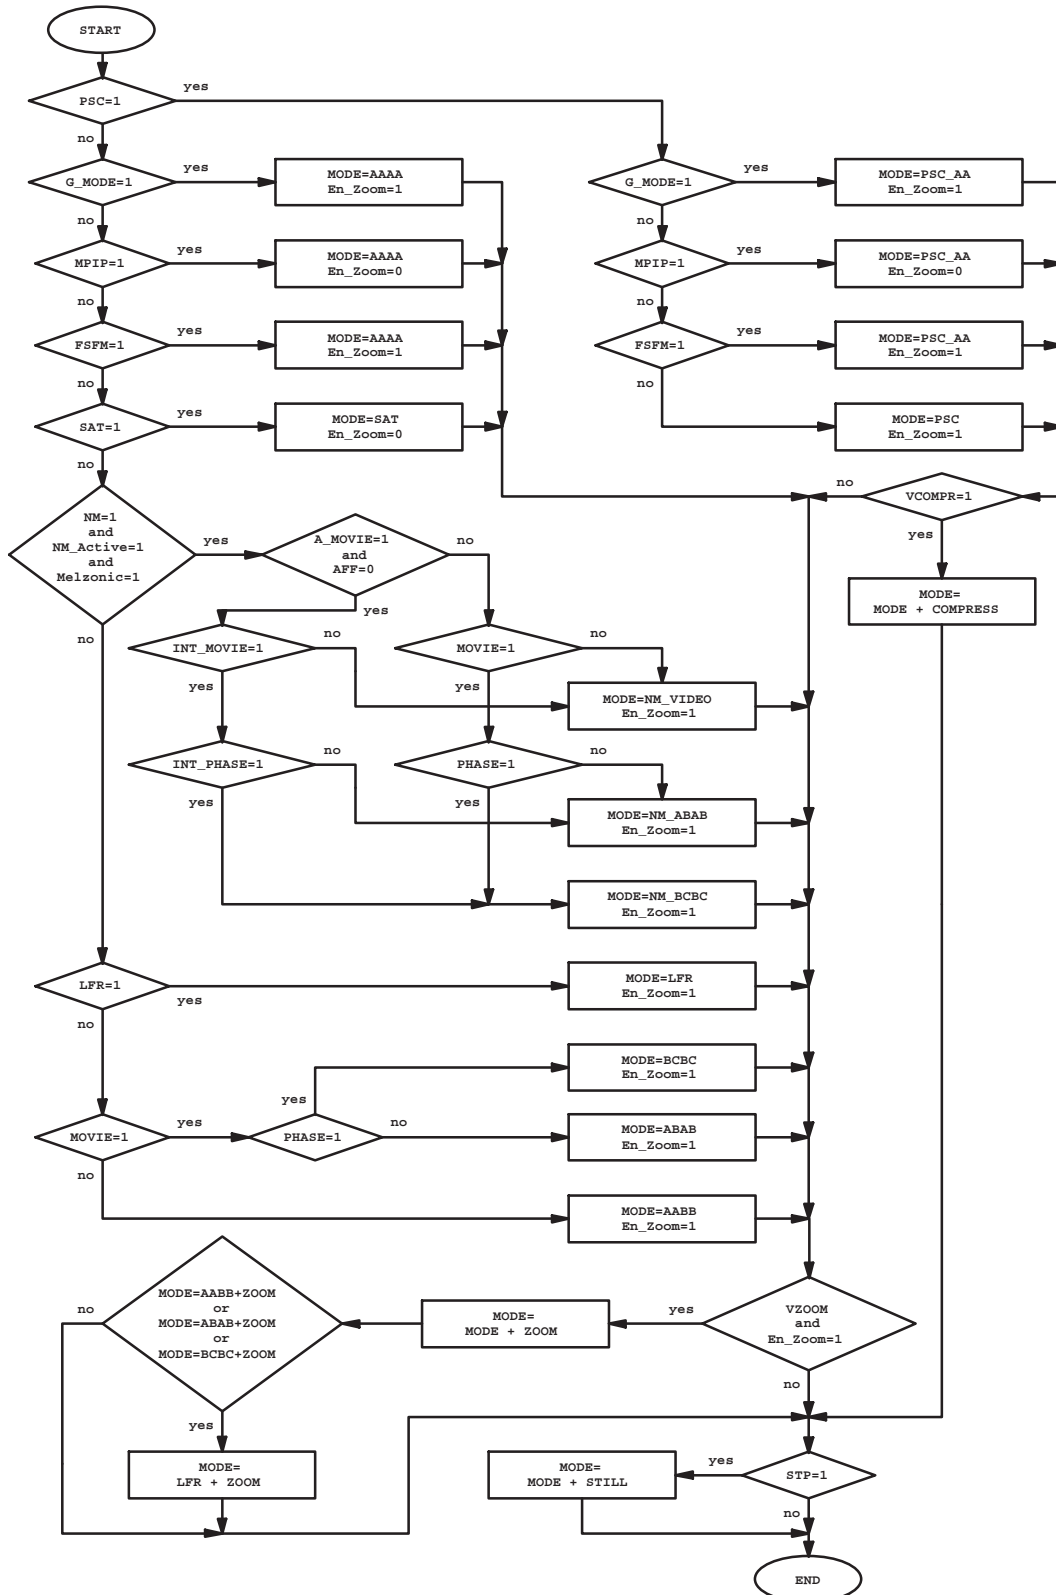 START
PSC=1
yes
no
G_MODE=1
yes
MODE=AAAA
En_Zoom=1
G_MODE=1
yes
MODE=PSC_AA
En_Zoom=1
no
no
MPIP=1
yes
MODE=AAAA
En_Zoom=0
MPIP=1
yes
MODE=PSC_AA
En_Zoom=0
no
no
FSFM=1
yes
MODE=AAAA
En_Zoom=1
FSFM=1
yes
MODE=PSC_AA
En_Zoom=1
no
no
SAT=1
yes
MODE=SAT
En_Zoom=0
MODE=PSC
En_Zoom=1
no
no
VCOMPR=1
yes
MODE=
MODE + COMPRESS
NM=1
and
NM_Active=1
and
Melzonic=1
yes
A_MOVIE=1
and
AFF=0
no
yes
no
INT_MOVIE=1
no
MOVIE=1
no
yes
yes
MODE=NM_VIDEO
En_Zoom=1
INT_PHASE=1
no
PHASE=1
no
yes
yes
MODE=NM_ABAB
En_Zoom=1
MODE=NM_BCBC
En_Zoom=1
LFR=1
yes
MODE=LFR
En_Zoom=1
no
MODE=BCBC
En_Zoom=1
yes
MOVIE=1
yes
PHASE=1
no
MODE=ABAB
En_Zoom=1
no
MODE=AABB
En_Zoom=1
no
MODE=AABB+ZOOM
or
MODE=ABAB+ZOOM
or
MODE=BCBC+ZOOM
MODE=
MODE + ZOOM
yes
VZOOM
and
En_Zoom=1
no
yes
MODE=
LFR + ZOOM
MODE=
MODE + STILL
yes
STP=1
no
END